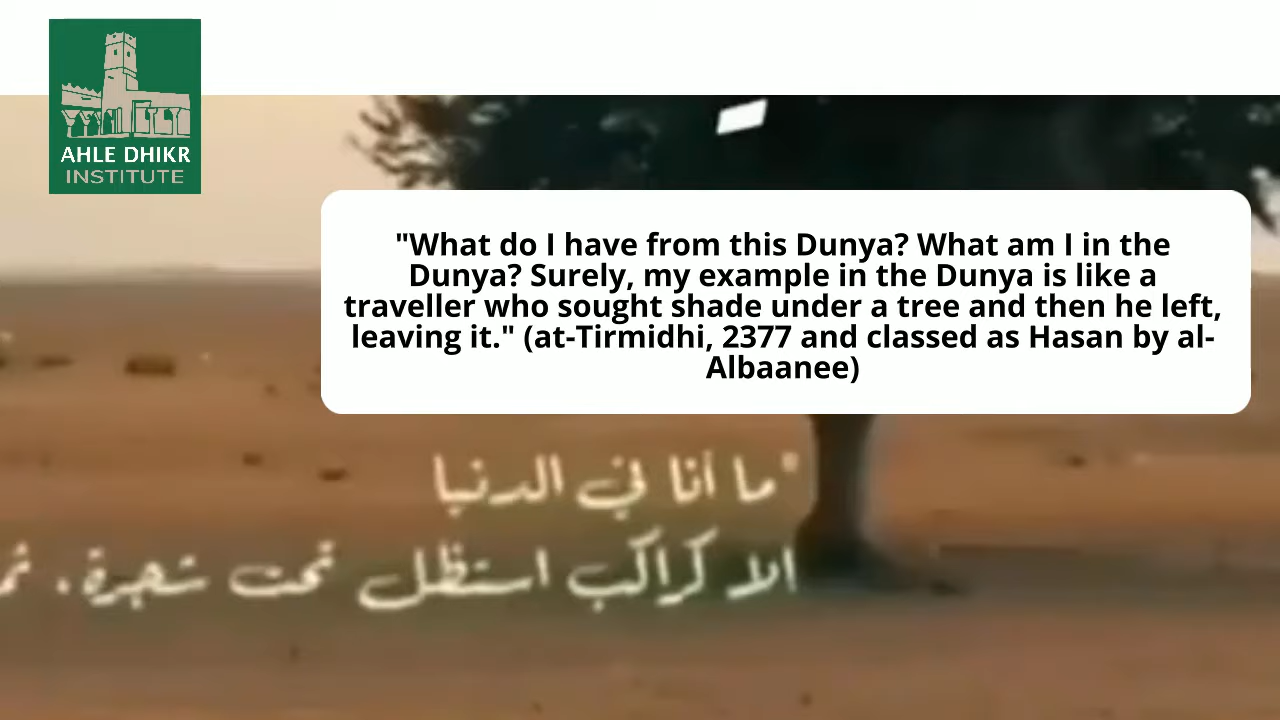 AHLE DHIKR
INSTITUTE
"What do I have from this Dunya? What am I in the
Dunya? Surely, my example in the Dunya is like a
traveller who sought shade under a tree and then he left,
leaving it." (at-Tirmidhi, 2377 and classed as Hasan by al-
Albaanee)
"ما أنا في الدنيا
الا كراكب استظل تحت شجرة، ثم